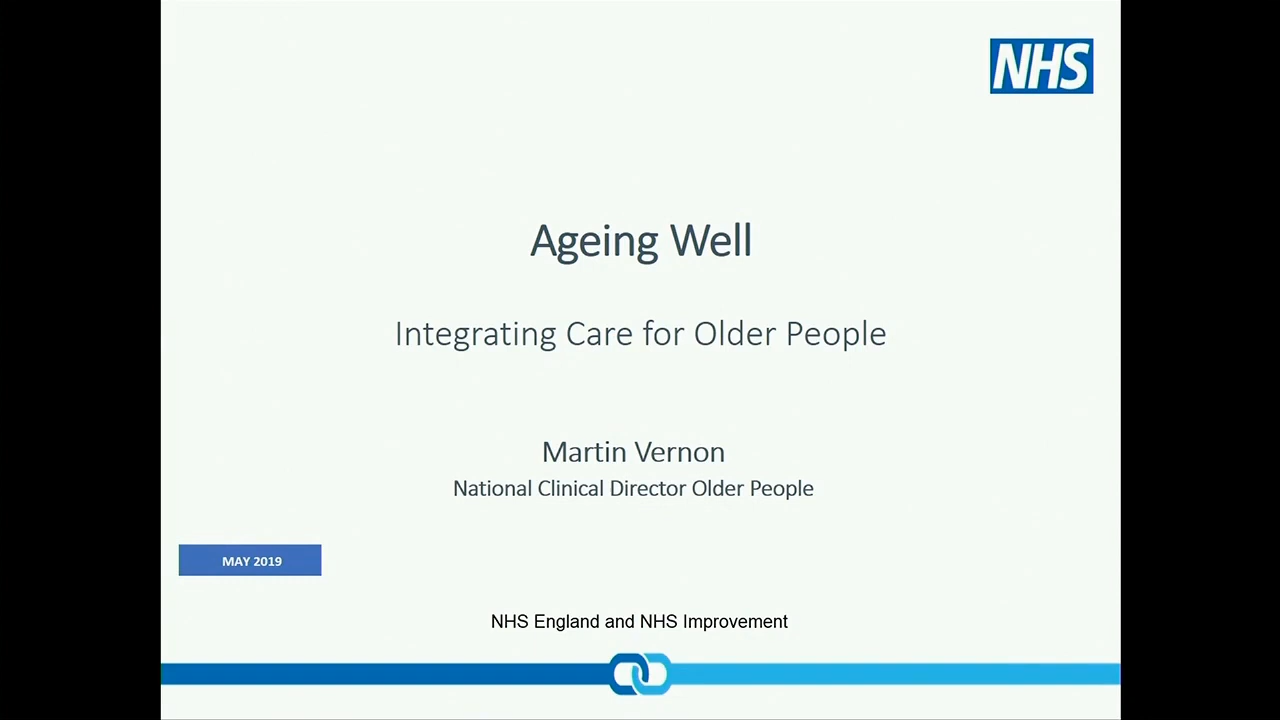 NHS
Ageing Well
Integrating Care for Older People
Martin Vernon
National Clinical Director Older People
MAY 2019
NHS England and NHS Improvement